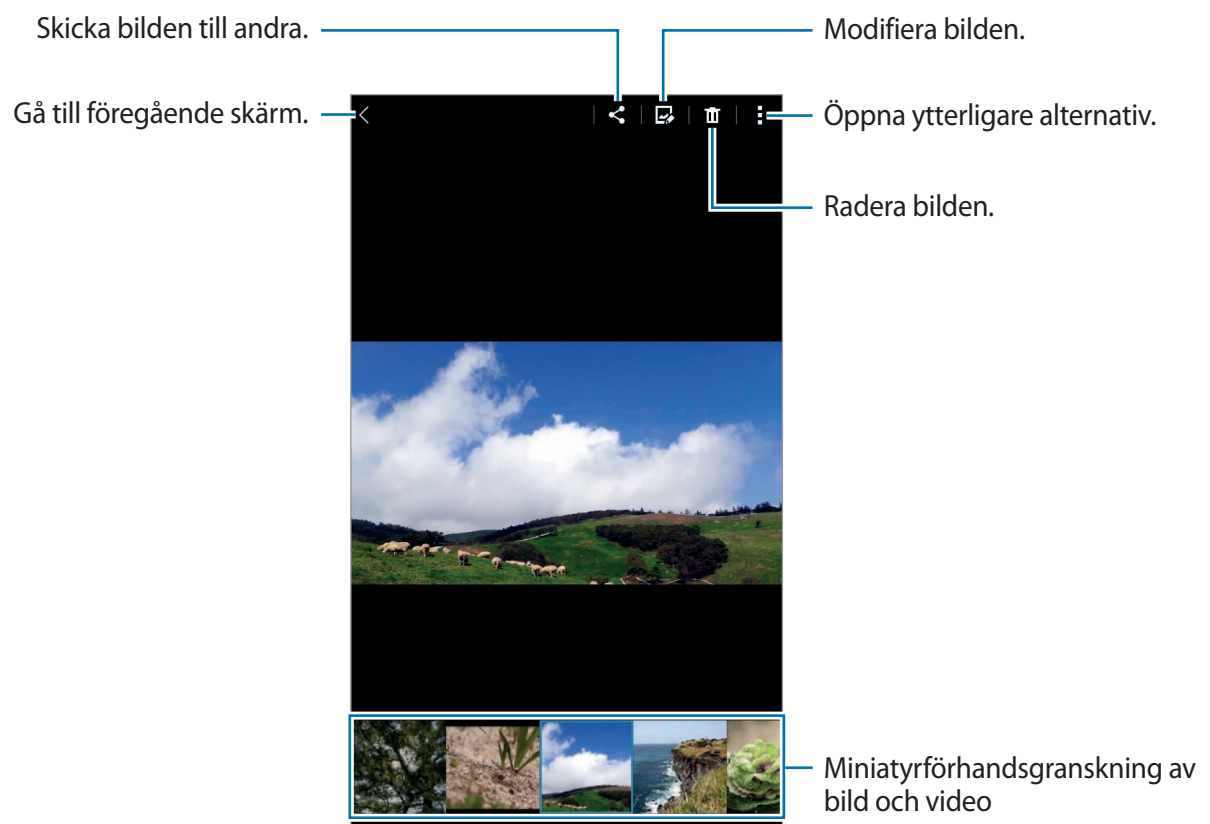 Skicka bilden till andra.
Modifiera bilden.
Gå till föregående skärm.
Öppna ytterligare alternativ.
Radera bilden.
Miniatyrförhandsgranskning av
bild och video